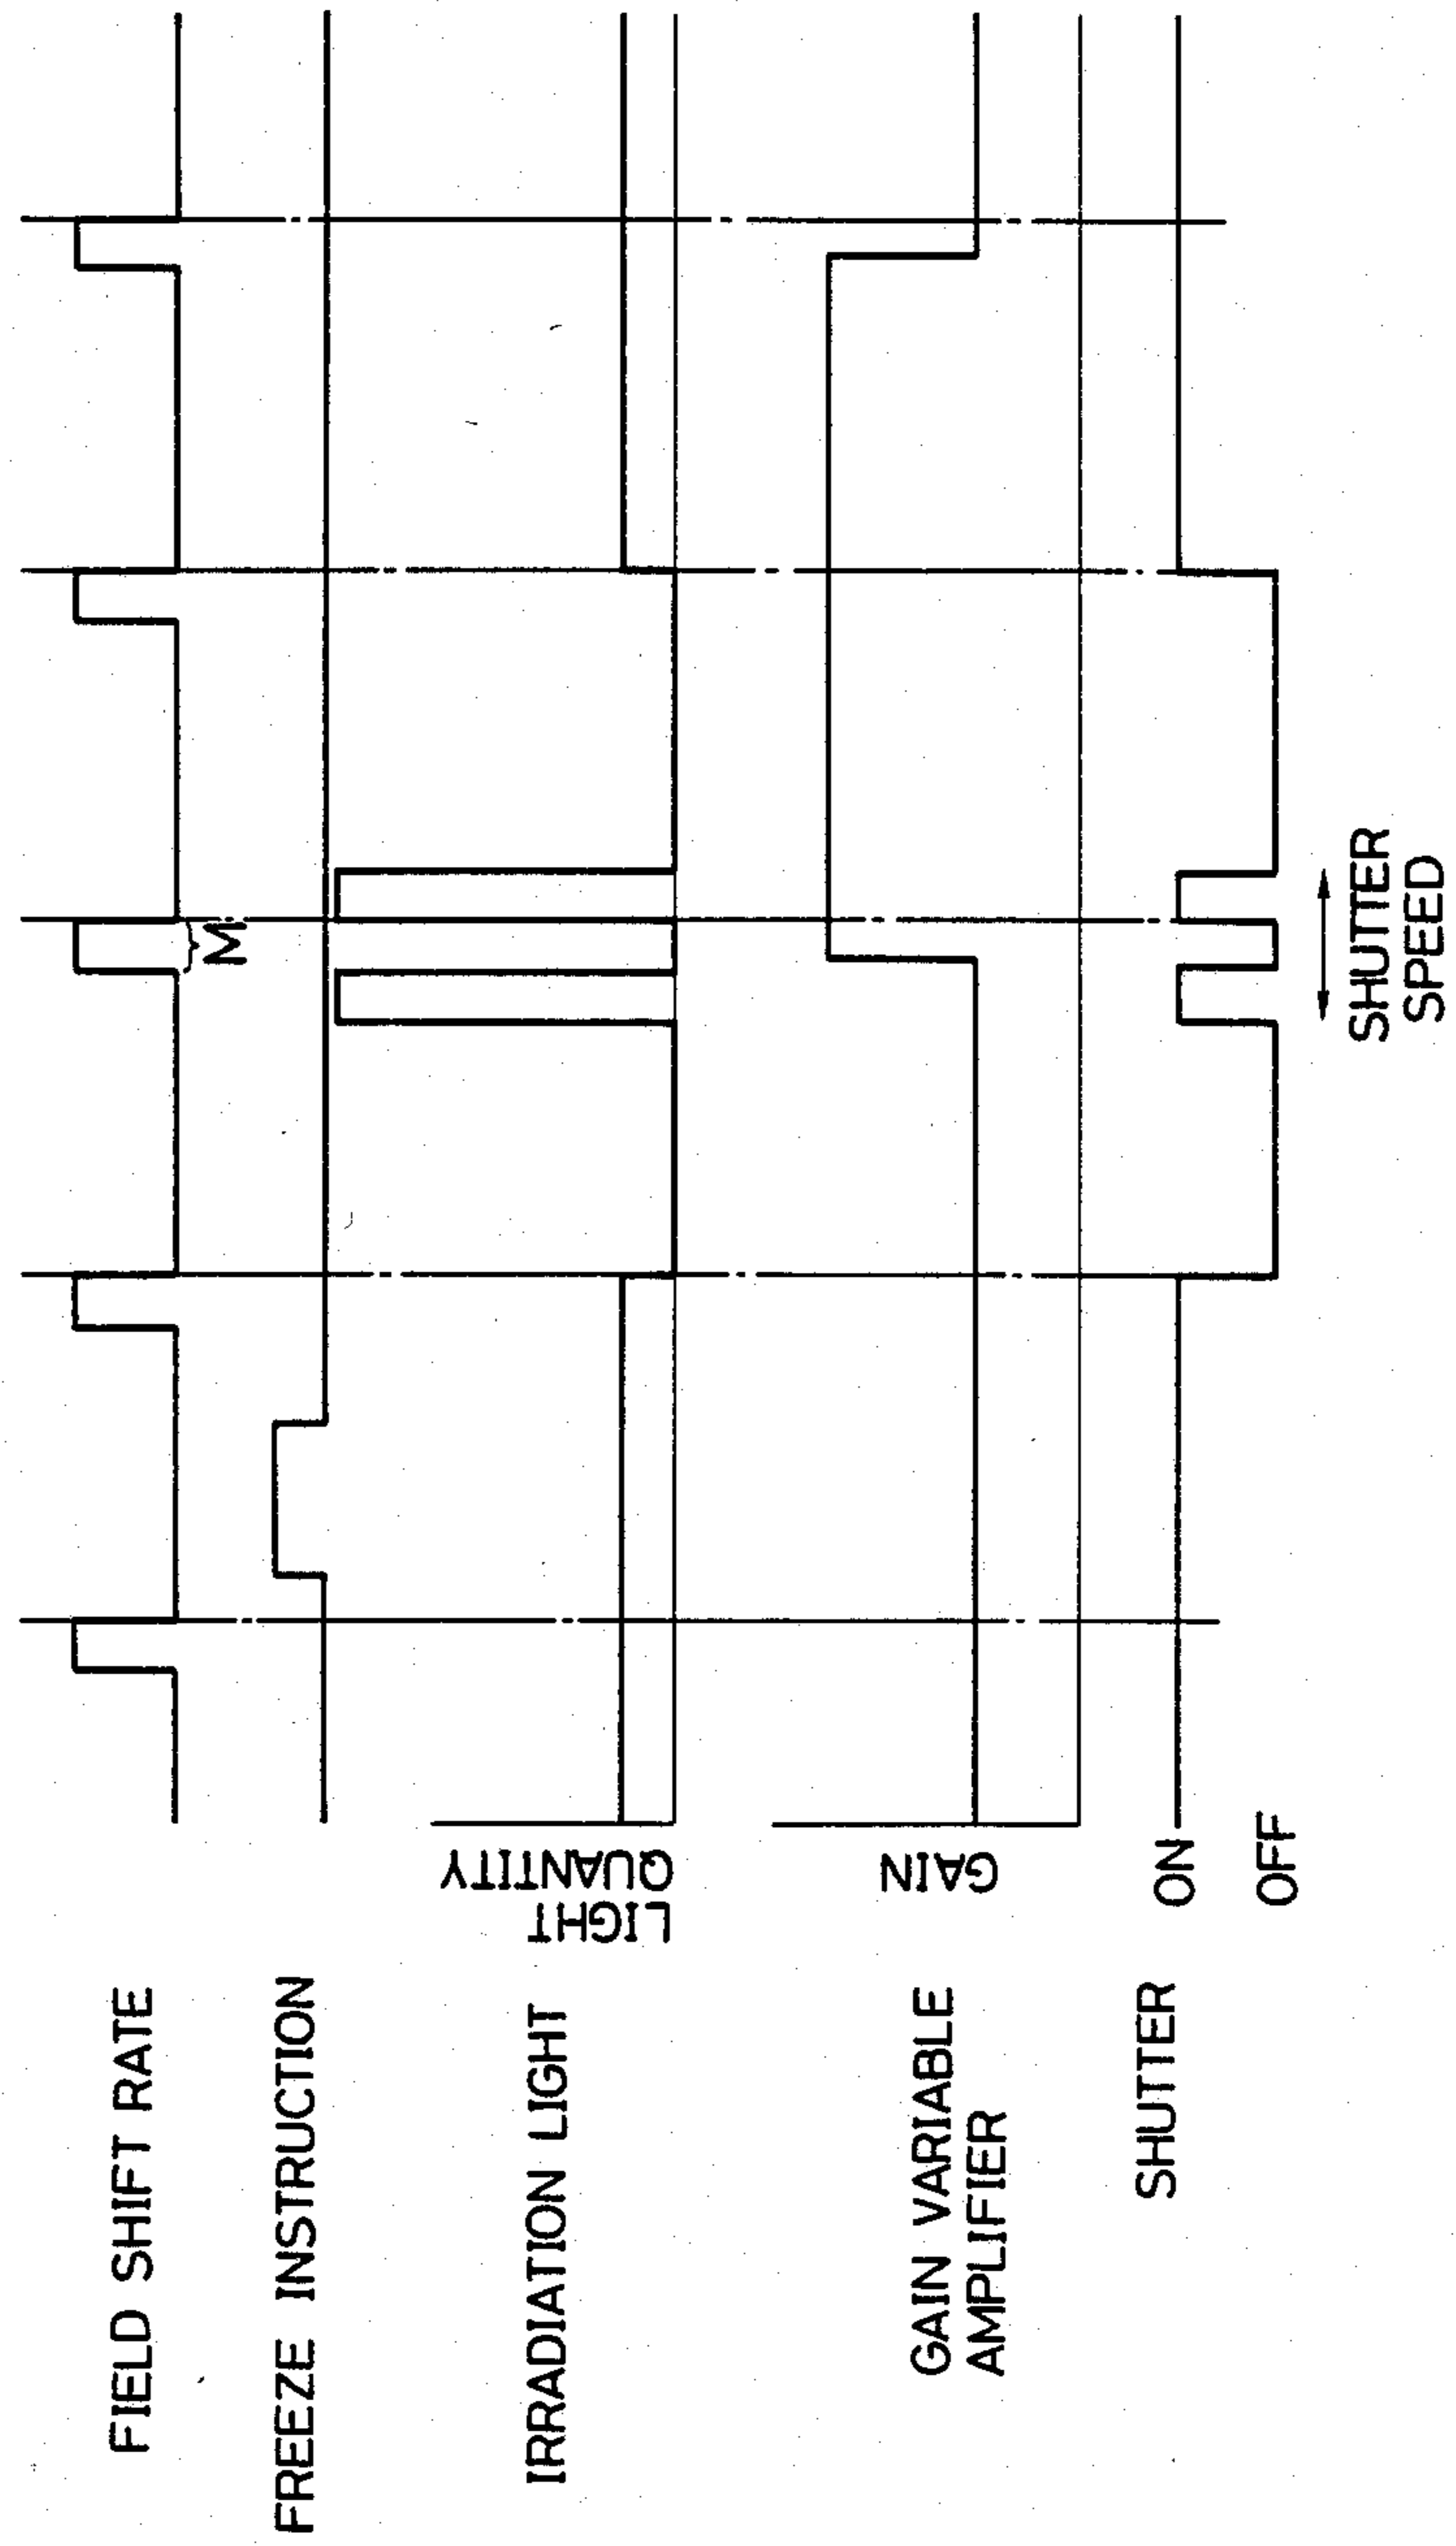 FIELD SHIFT RATE
M
FREEZE INSTRUCTION
IRRADIATION LIGHT
LIGHT
QUANTITY
GAIN VARIABLE
AMPLIFIER
GAIN
SHUTTER
ON
OFF
SHUTTER
SPEED